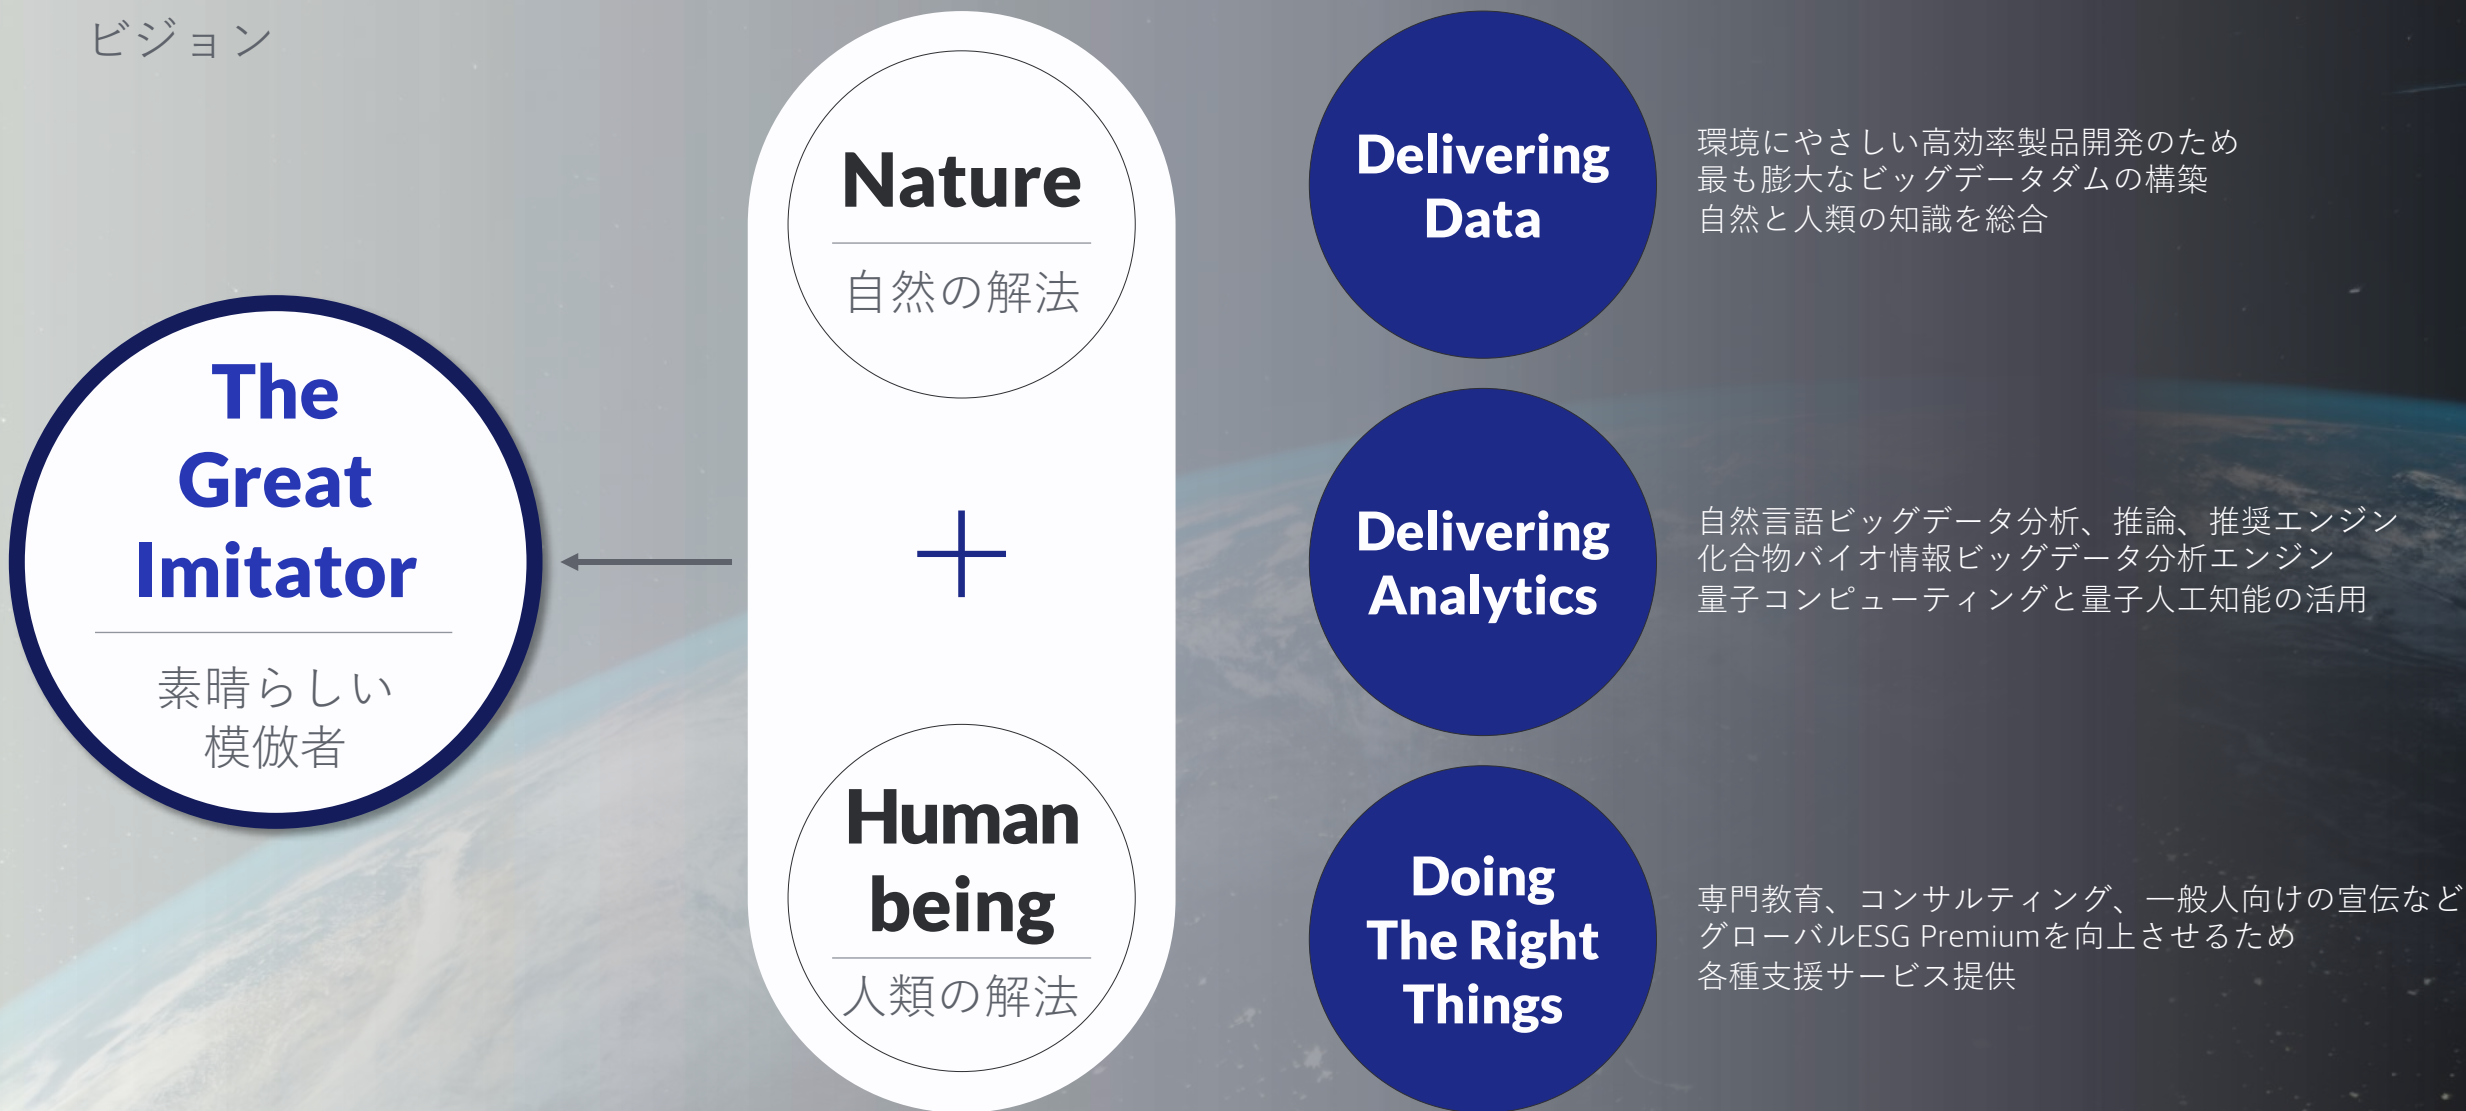 ビジョン
The
Great
Imitator
素晴らしい
模倣者
Nature
自然の解法
Human
being
人類の解法
Delivering
Data
環境にやさしい高効率製品開発のため
最も膨大なビッグデータダムの構築
自然と人類の知識を総合
Delivering
Analytics
自然言語ビッグデータ分析、推論、推奨エンジン
化合物バイオ情報ビッグデータ分析エンジン
量子コンピューティングと量子人工知能の活用
Doing
The Right
Things
専門教育、コンサルティング、一般人向けの宣伝など
グローバルESG Premiumを向上させるため
各種支援サービス提供